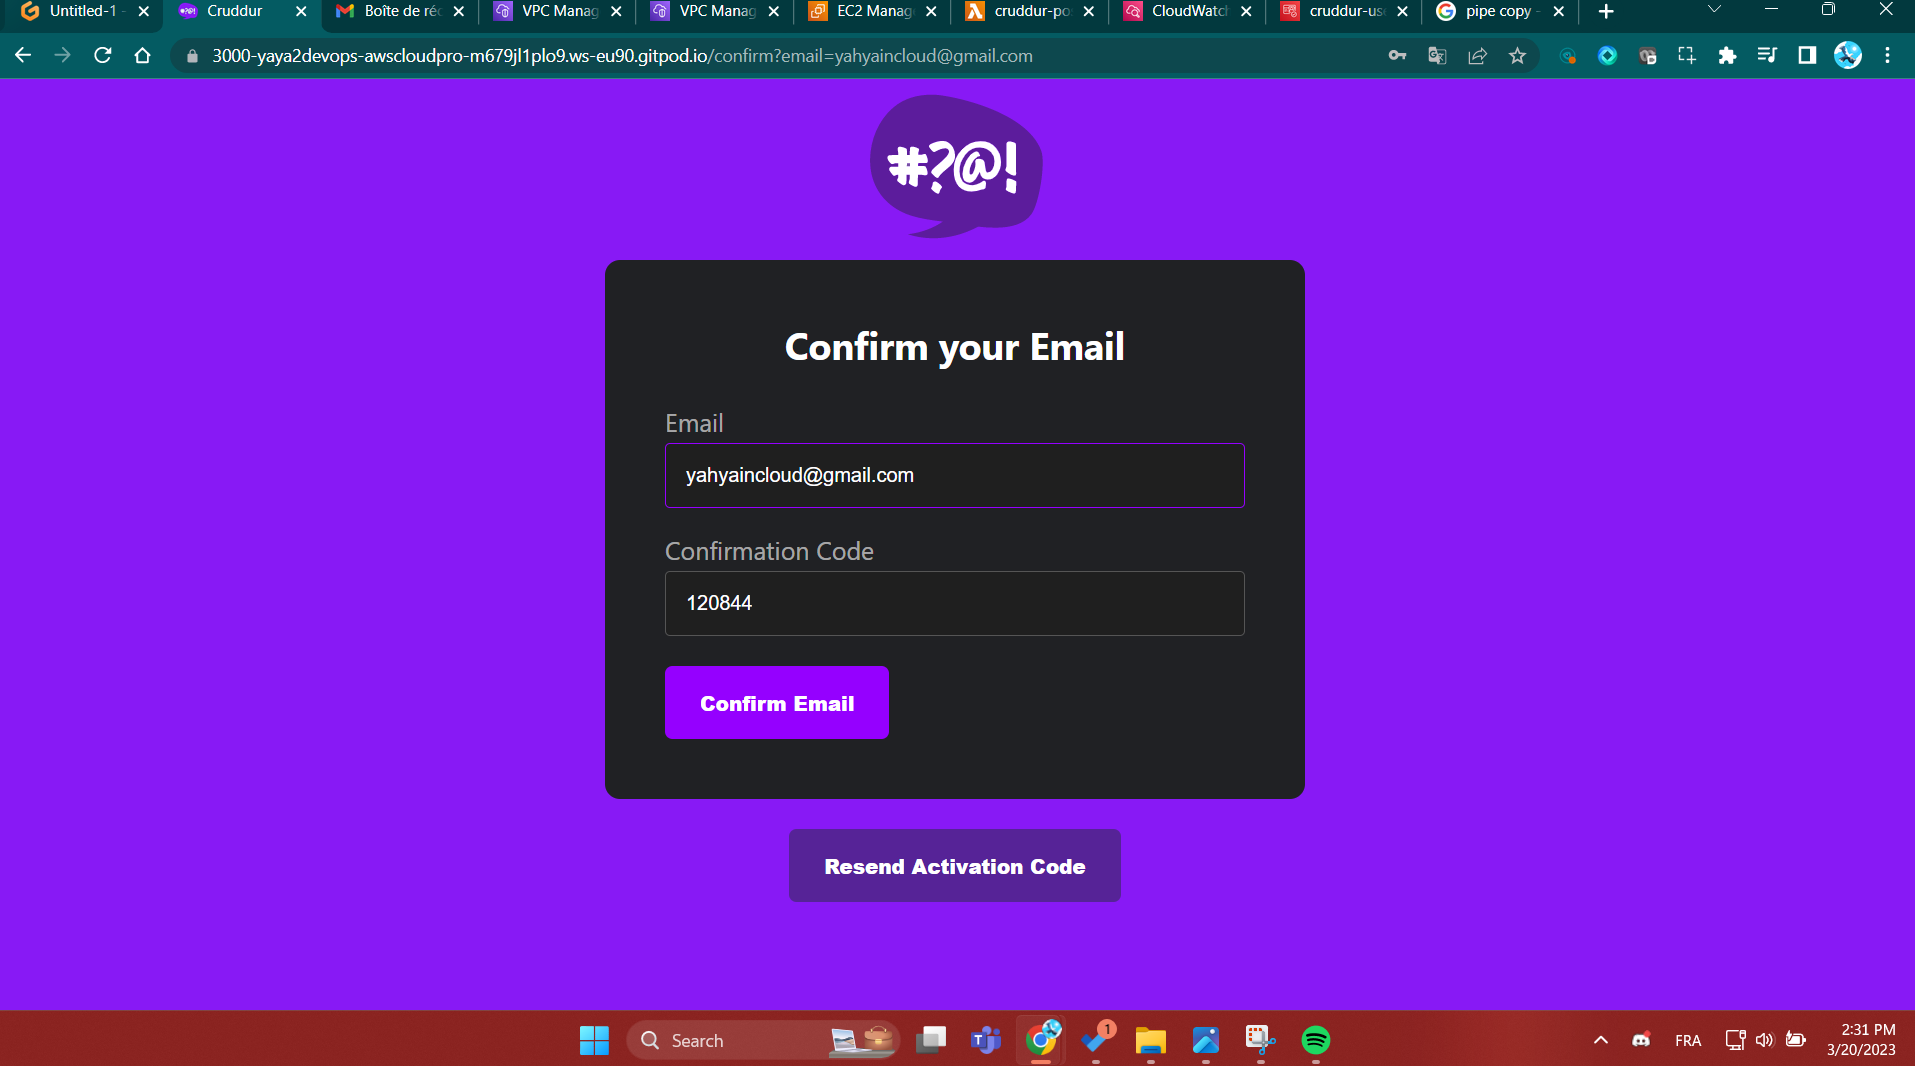 Untitled-1 -
Cruddur
Boîte de réc
VPC Manag
VPC Manag
EC2 Manage
cruddur-po
CloudWatch
cruddur-use
pipe copy -
3000-yaya2devops-awscloudpro-m679jl1plo9.ws-eu90.gitpod.io/confirm?email=yahyaincloud@gmail.com
#?@!
Confirm your Email
Email
yahyaincloud@gmail.com
Confirmation Code
120844
Confirm Email
Resend Activation Code
Search
1
FRA
2:31 PM
3/20/2023